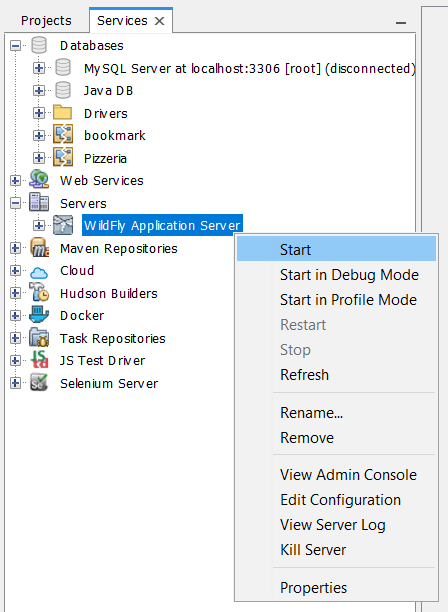 Projects Services
Databases
MySQL Server at localhost:3306 [root] (disconnected)
Java DB
Drivers
bookmark
Pizzeria
Web Services
Servers
WildFly Application Server
Maven Repositories
Cloud
Hudson Builders
Docker
Task Repositories
JS Test Driver
Selenium Server
Start
Start in Debug Mode
Start in Profile Mode
Restart
Stop
Refresh
Rename...
Remove
View Admin Console
Edit Configuration
View Server Log
Kill Server
Properties